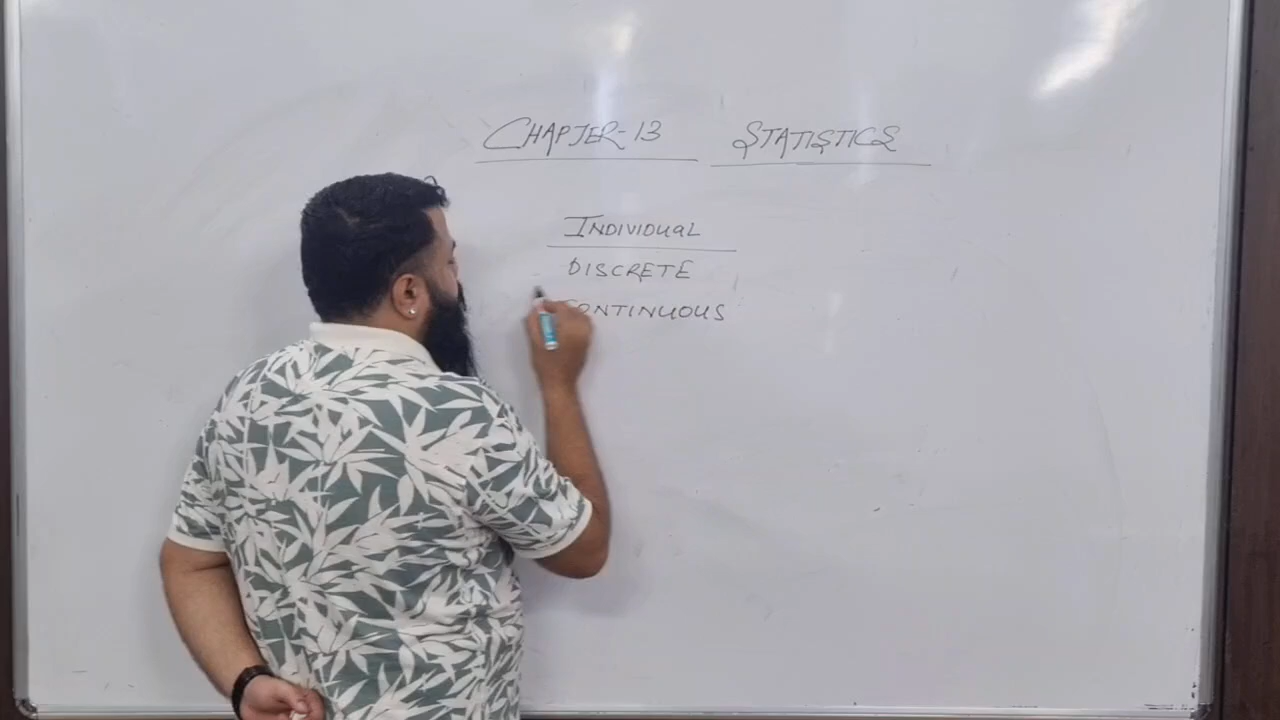 CHAPTER-13 STATISTICS
INDIVIDUAL
DISCRETE
CONTINUOUS